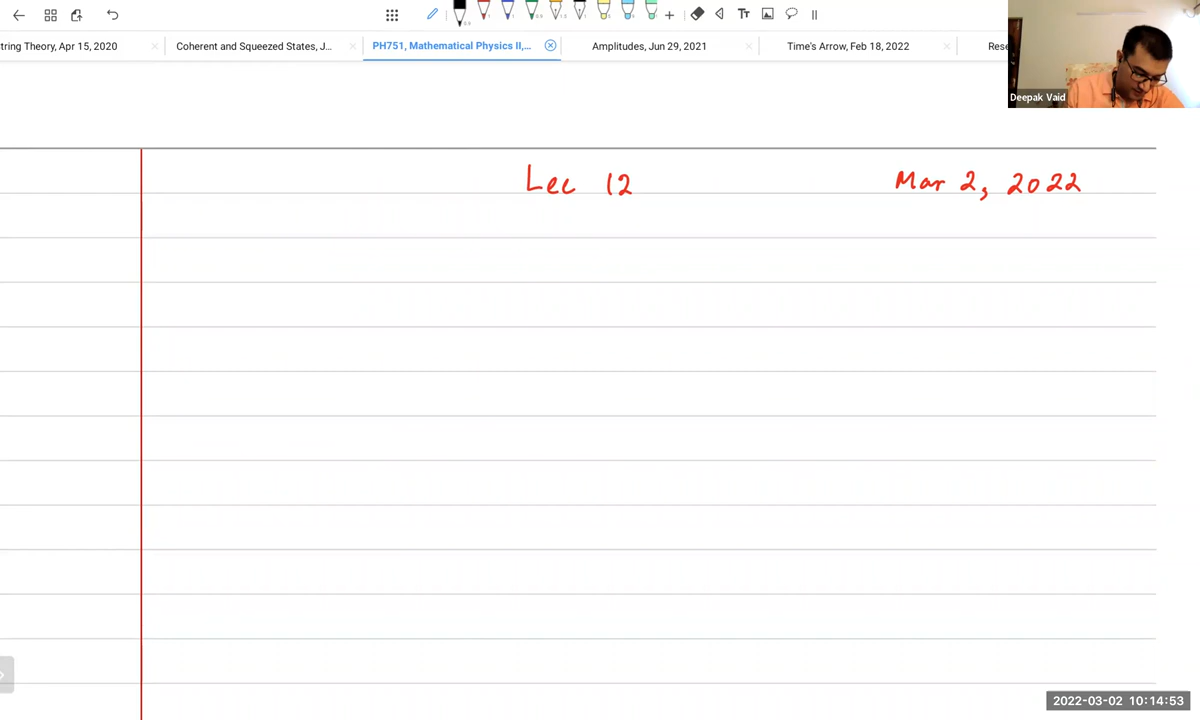 tring Theory, Apr 15, 2020
Coherent and Squeezed States, J...
PH751, Mathematical Physics II,...
Amplitudes, Jun 29, 2021
Time's Arrow, Feb 18, 2022
Rese
Deepak Vaid
Lec 12
Mar 2, 2022
2022-03-02 10:14:53